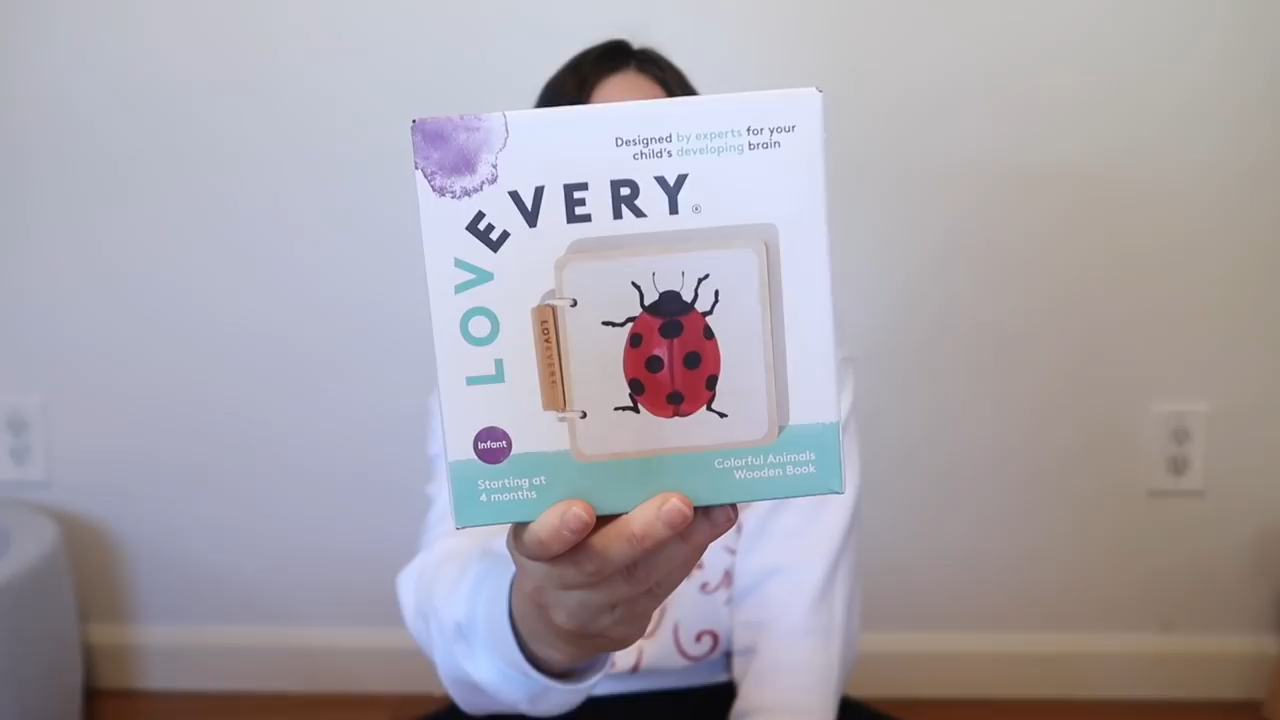 Designed by experts for your
child's developing brain
LOVEVERY®
LOVEVERY
Infant
Starting at
4 months
Colorful Animals
Wooden Book